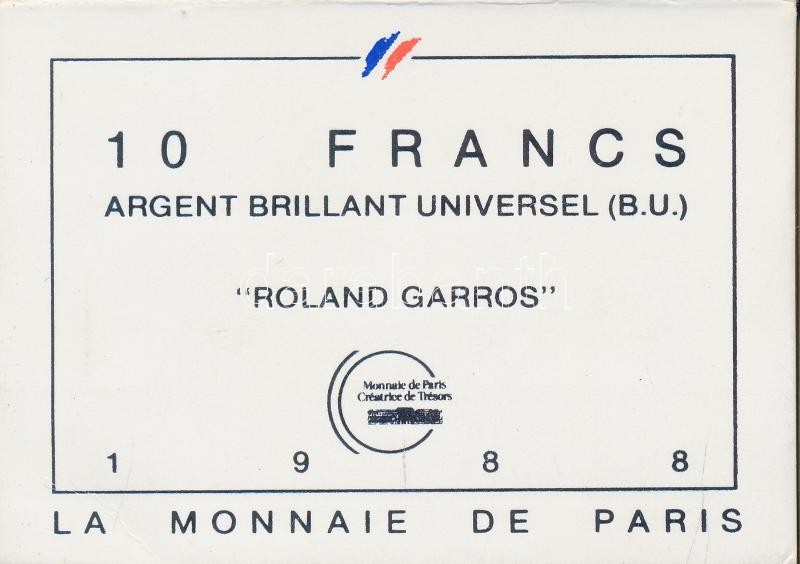 10 FRANCS
ARGENT BRILLANT UNIVERSEL (B.U.)
"ROLAND GARROS"
Monnaie de Paris
Créatrice de Trésors
1 9 8 8
LA MONNAIE DE PARIS